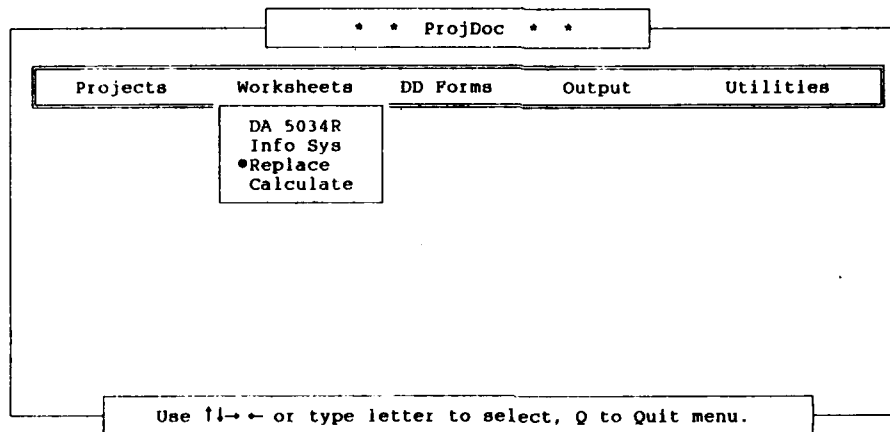 * * ProjDoc * *
Projects Worksheets DD Forms Output Utilities
DA 5034R
Info Sys
•Replace
Calculate
Use ↑↓→ ← or type letter to select, Q to Quit menu.